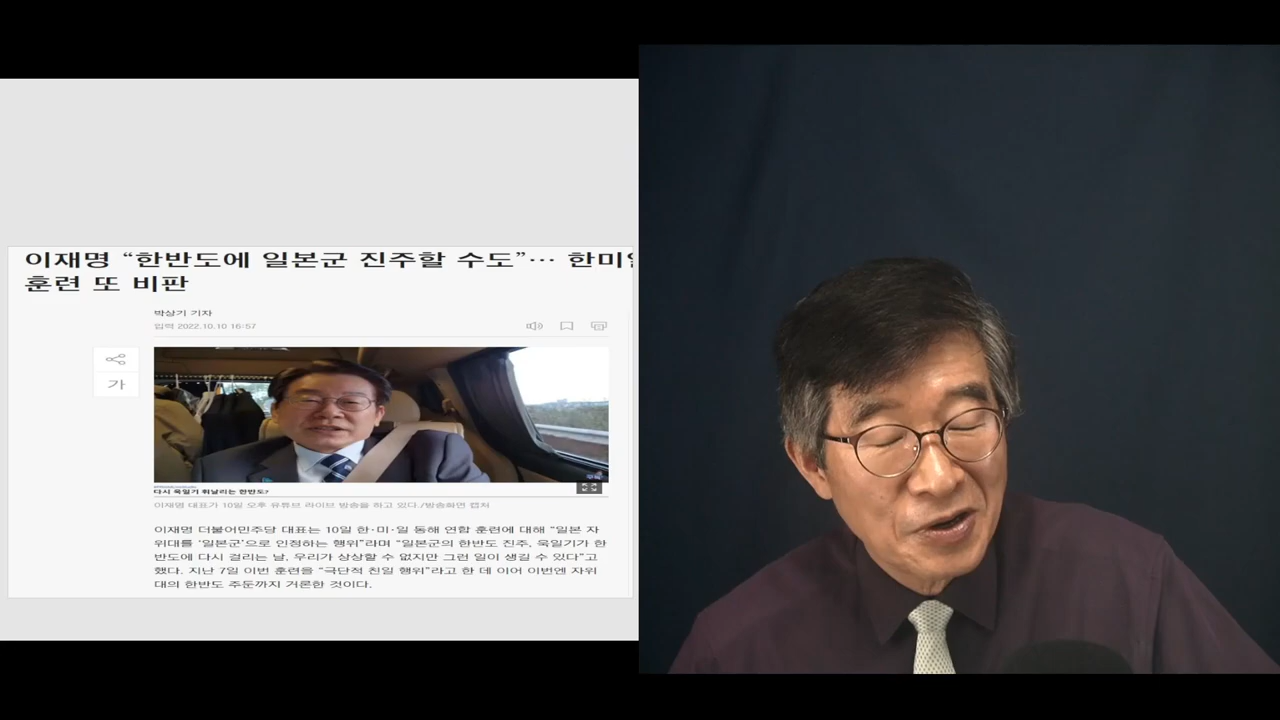 이재명 “한반도에 일본군 진주할 수도”… 한미일
훈련 또 비판
박상기 기자
입력 2022.10.10 16:57
가
다시 욱일기 휘날리는 한반도?
이재명 대표가 10일 오후 유튜브 라이브 방송을 하고 있다./방송화면 캡처
이재명 더불어민주당 대표는 10일 한·미·일 동해 연합 훈련에 대해 “일본 자
위대를 ‘일본군’으로 인정하는 행위”라며 “일본군의 한반도 진주, 욱일기가 한
반도에 다시 걸리는 날, 우리가 상상할 수 없지만 그런 일이 생길 수 있다”고
했다. 지난 7일 이번 훈련을 “극단적 친일 행위”라고 한 데 이어 이번엔 자위
대의 한반도 주둔까지 거론한 것이다.